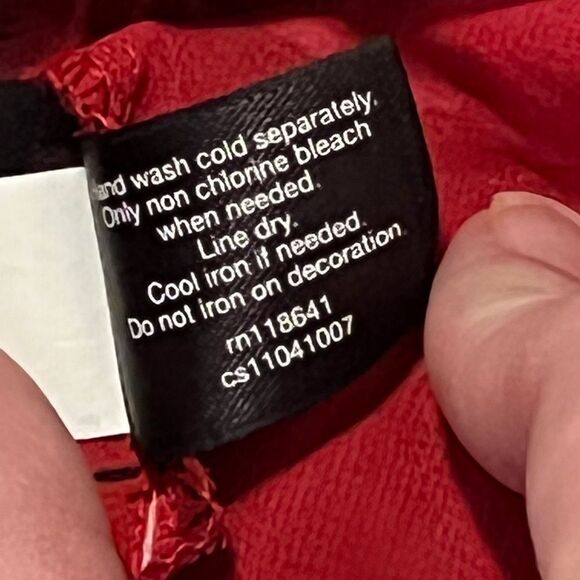 and wash cold separately.
Only non chlorine bleach
when needed.
Line dry.
Cool iron if needed.
Do not iron on decoration.
rn118641
cs11041007